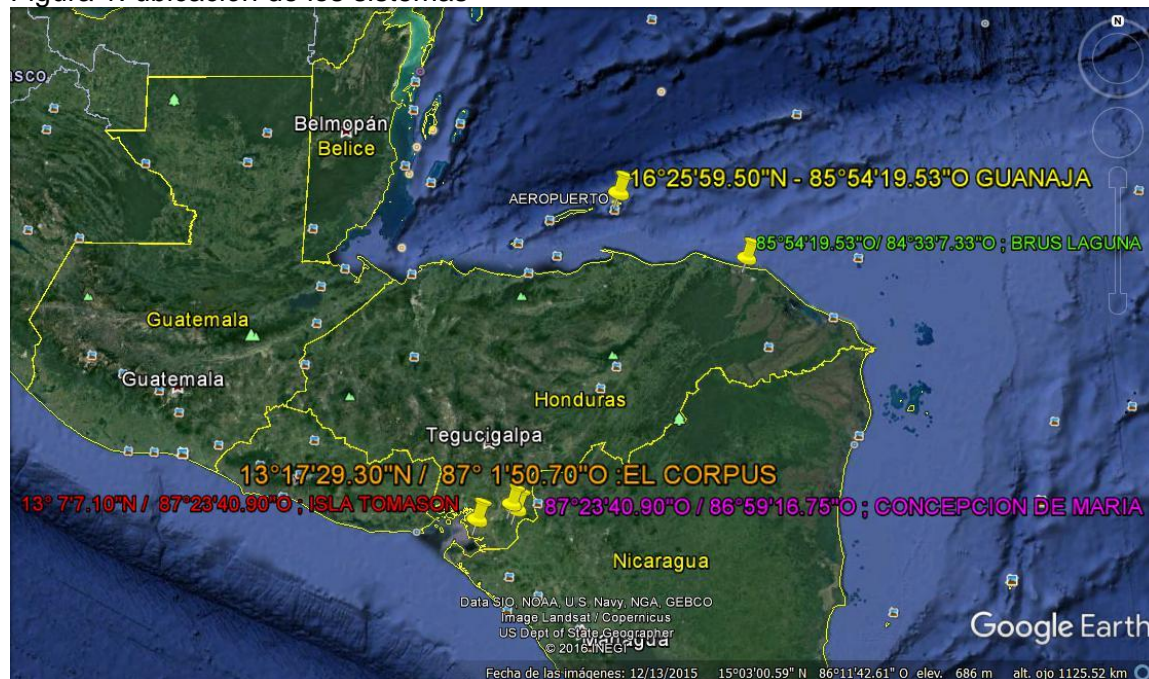 Figura 1. ubicación de los sistemas
N
Belmopán
Belice
16°25'59.50"N - 85°54'19.53"O GUANAJA
AEROPUERTO
85°54'19.53"O/ 84°33'7.33"O ; BRUS LAGUNA
Guatemala
Guatemala
Honduras
Tegucigalpa
13°17'29.30"N / 87° 1'50.70"O :EL CORPUS
13° 7'7.10"N / 87°23'40.90"O ; ISLA TOMASON
87°23'40.90"O / 86°59'16.75"O ; CONCEPCION DE MARIA
Nicaragua
Data SIO, NOAA, U.S. Navy, NGA, GEBCO
Image Landsat / Copernicus
US Dept of State Geographer
© 2016 INEGI
Managua
Google Earth
Fecha de las imágenes: 12/13/2015 15°03'00.59" N 86°11'42.61" O elev. 686 m alt. ojo 1125.52 km